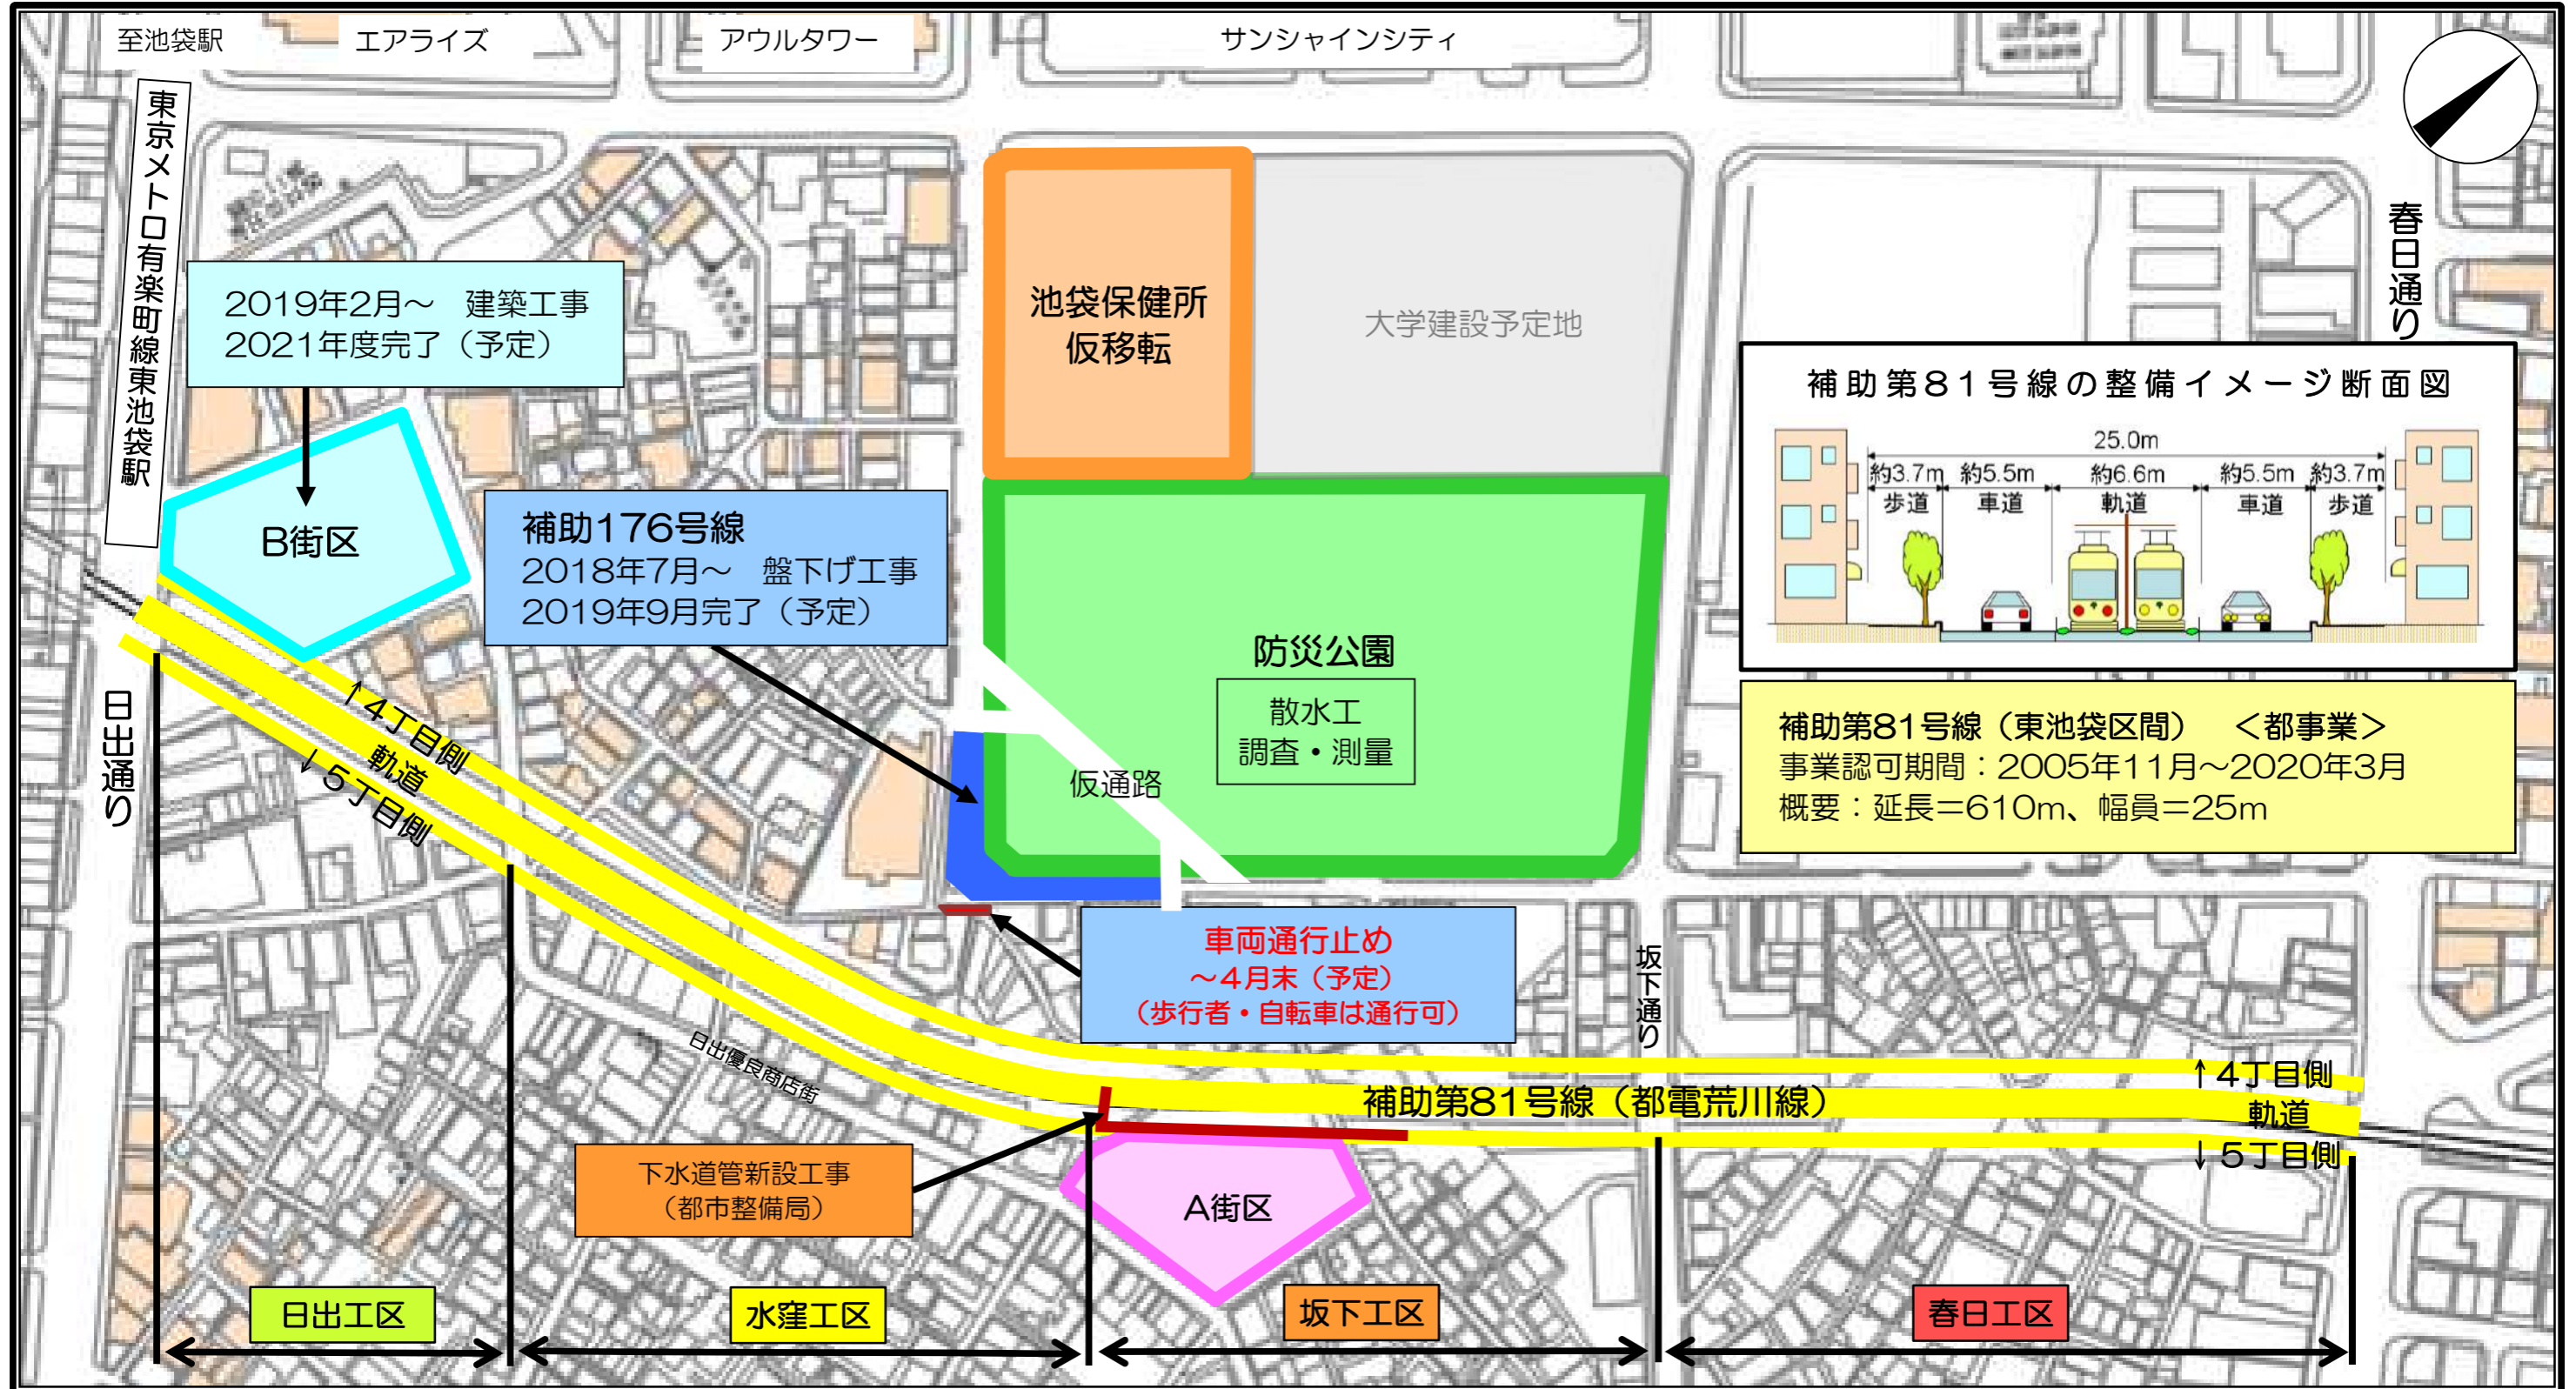 至池袋駅
エアライズ
アウルタワー
サンシャインシティ
東京メトロ有楽町線東池袋駅
春日通り
2019年2月～　建築工事
2021年度完了（予定）
池袋保健所
仮移転
大学建設予定地
補助第81号線の整備イメージ断面図
25.0m
約3.7m 約5.5m 約6.6m 約5.5m 約3.7m
歩道 車道 軌道 車道 歩道
B街区
補助176号線
2018年7月～　盤下げ工事
2019年9月完了（予定）
防災公園
散水工
調査・測量
仮通路
補助第81号線（東池袋区間）　＜都事業＞
事業認可期間：2005年11月～2020年3月
概要：延長＝610m、幅員＝25m
日出通り
↑4丁目側
軌道
↓5丁目側
車両通行止め
～4月末（予定）
（歩行者・自転車は通行可）
坂下通り
日出優良商店街
補助第81号線（都電荒川線）
↑4丁目側
軌道
↓5丁目側
下水道管新設工事
（都市整備局）
A街区
日出工区
水窪工区
坂下工区
春日工区